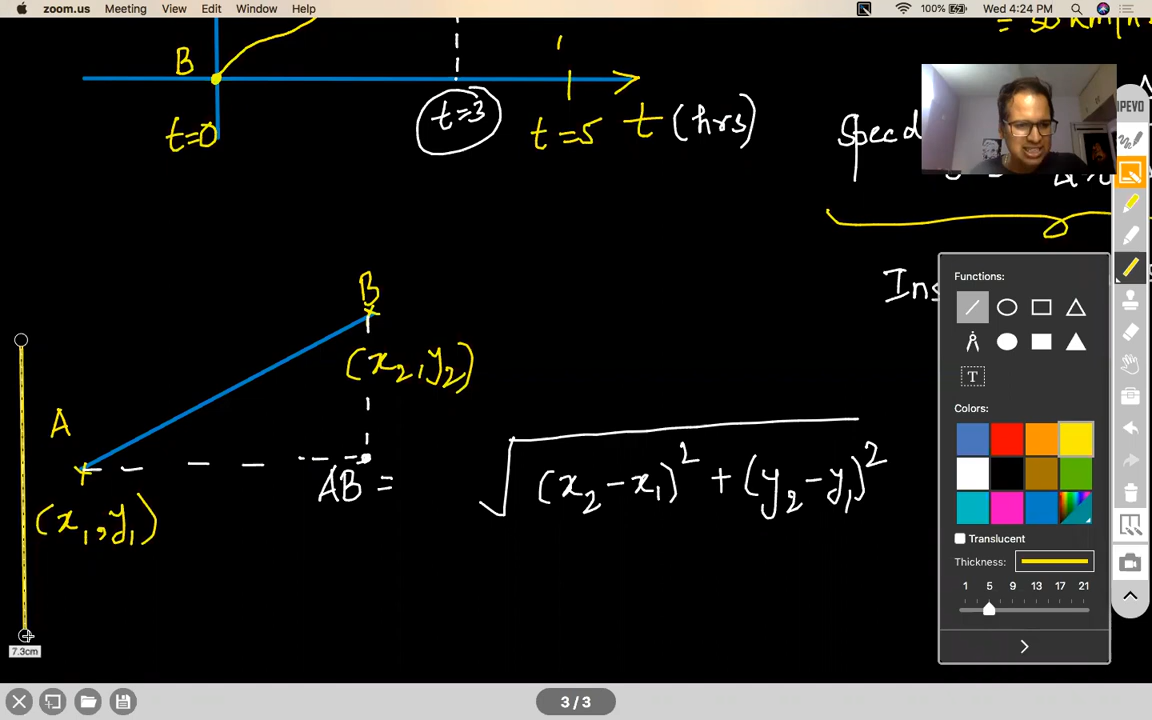 zoom.us Meeting View Edit Window Help 100% Wed 4:24 PM
B
t=0
t=3
t=5
t (hrs)
Speed
IPEVO
Ins
B
(x₂,y₂)
A
(x₁,y₁)
AB = √(x₂-x₁)² + (y₂-y₁)²
7.3cm
Functions:
T
Colors:
Translucent
Thickness:
1 5 9 13 17 21
3 / 3